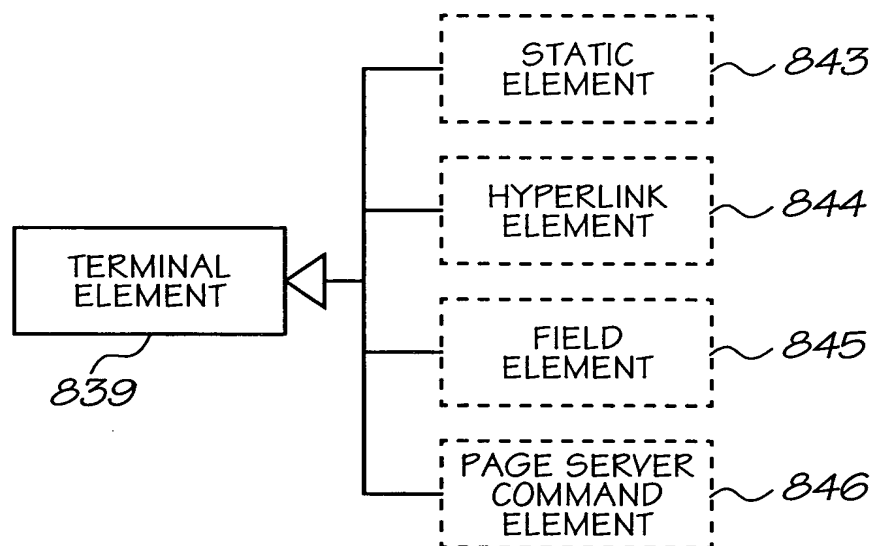 STATIC
ELEMENT
843
HYPERLINK
ELEMENT
844
TERMINAL
ELEMENT
839
FIELD
ELEMENT
845
PAGE SERVER
COMMAND
ELEMENT
846